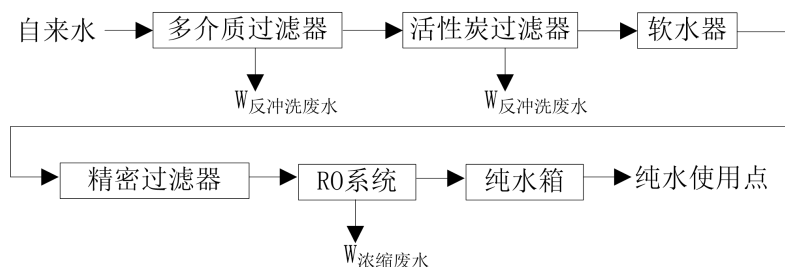 自来水 多介质过滤器 活性炭过滤器 软水器
W反冲洗废水 W反冲洗废水
精密过滤器 RO系统 纯水箱 纯水使用点
W浓缩废水